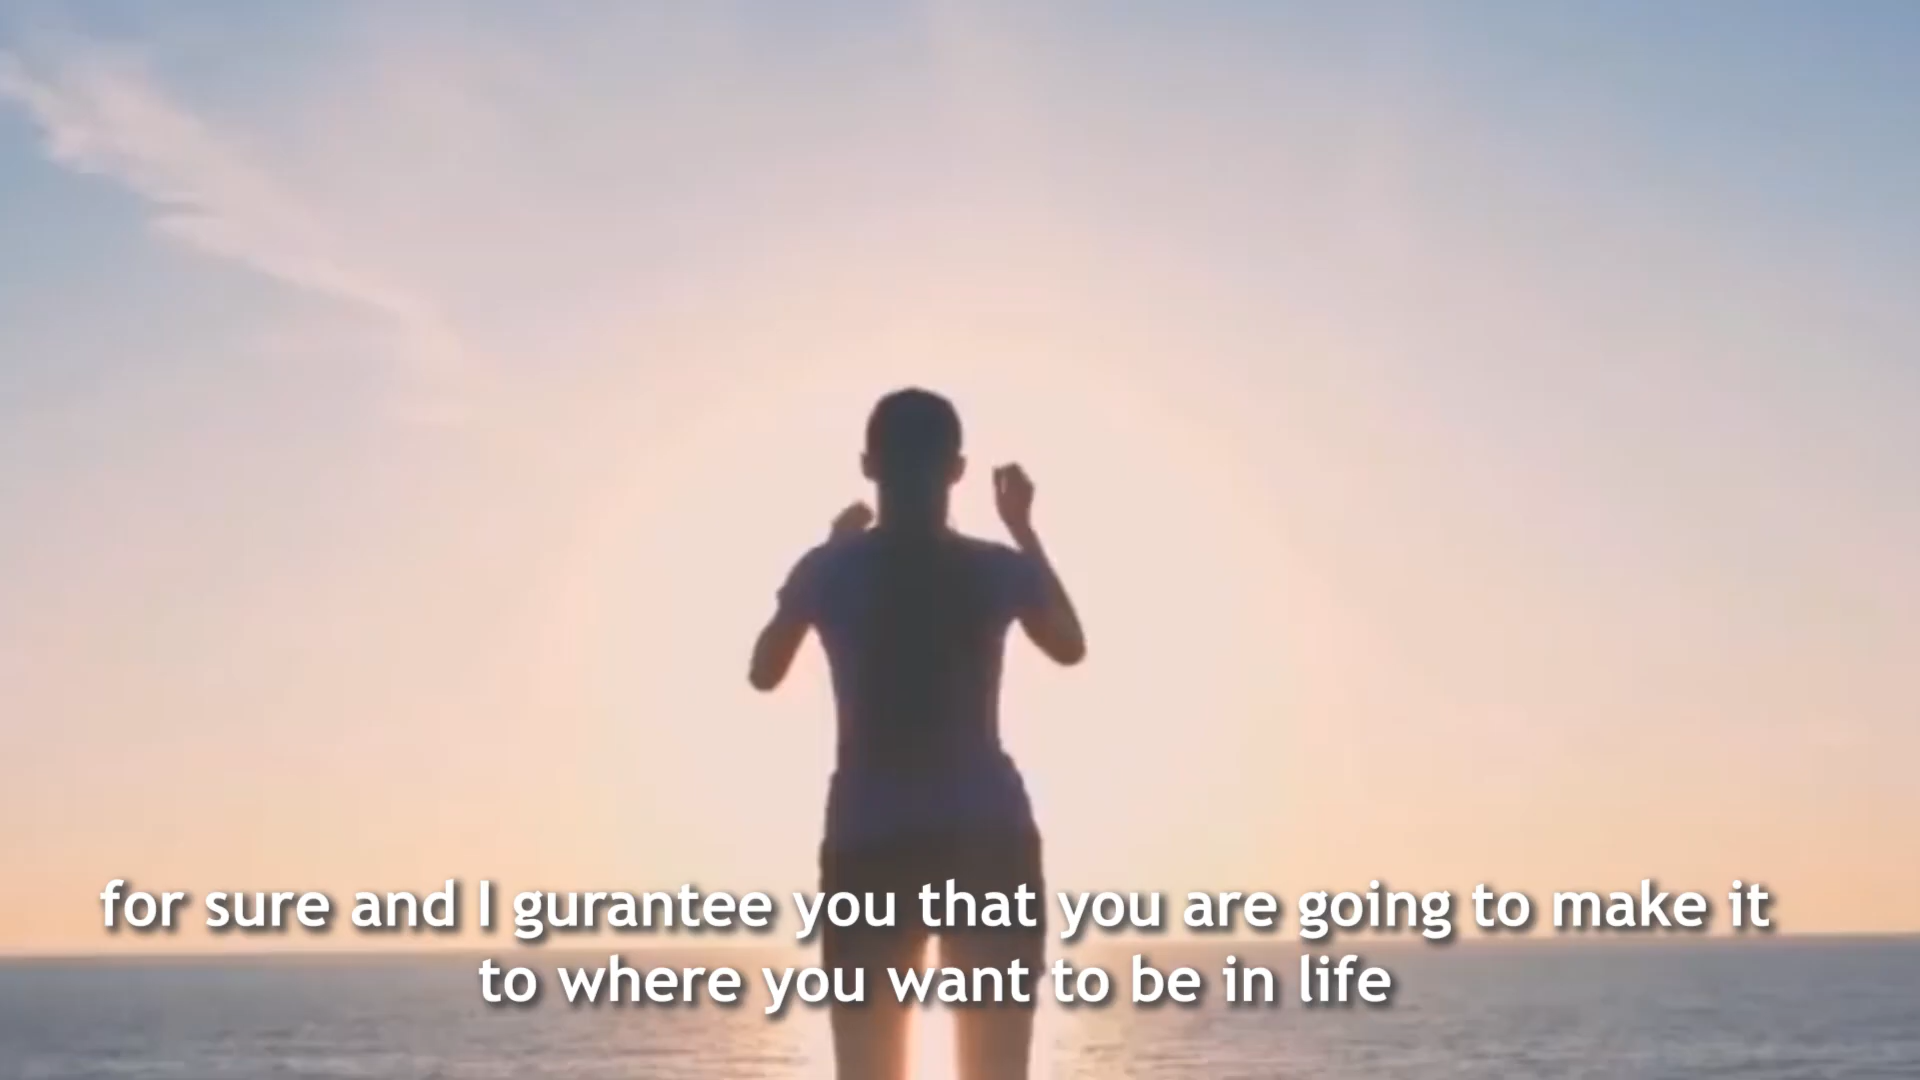 for sure and I gurantee you that you are going to make it
to where you want to be in life